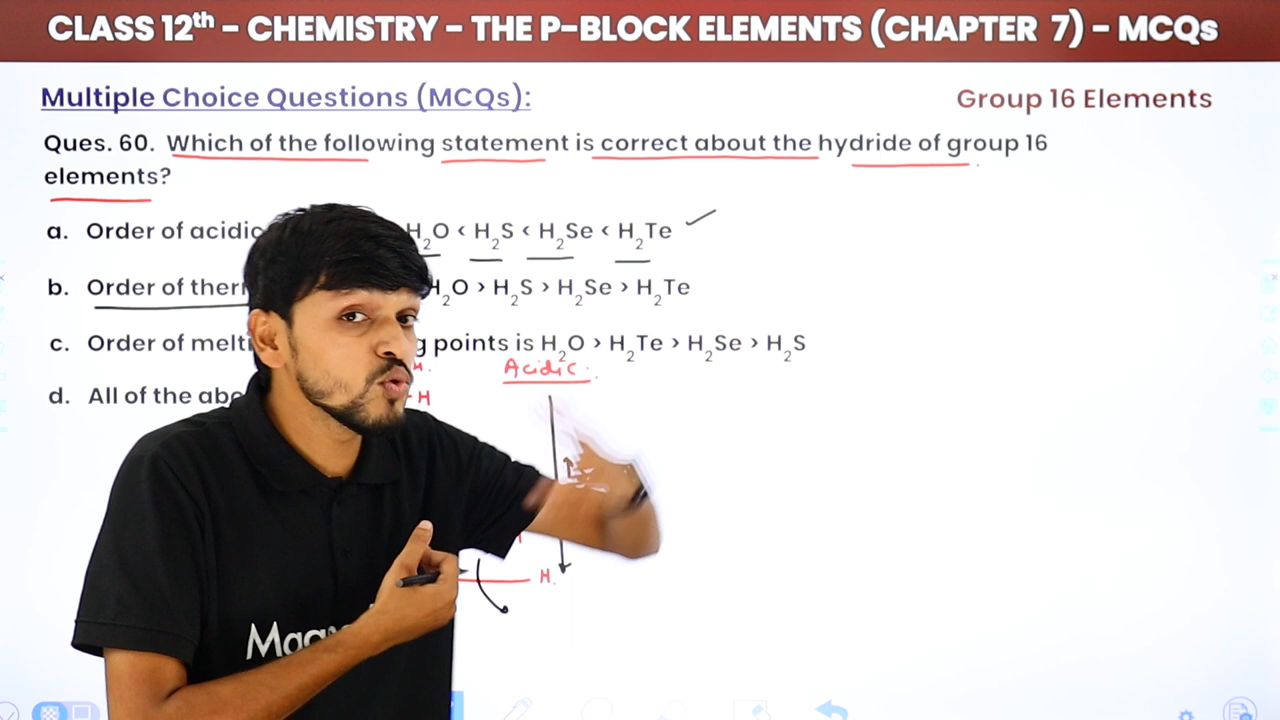 CLASS 12th – CHEMISTRY – THE P-BLOCK ELEMENTS (CHAPTER 7) – MCQs
Multiple Choice Questions (MCQs):
Group 16 Elements
Ques. 60. Which of the following statement is correct about the hydride of group 16
elements?
a. Order of acidic H₂O < H₂S < H₂Se < H₂Te
b. Order of H₂O > H₂S > H₂Se > H₂Te
c. Order of points is H₂O > H₂Te > H₂Se > H₂S
d. All of the
Acidic.
H
H.